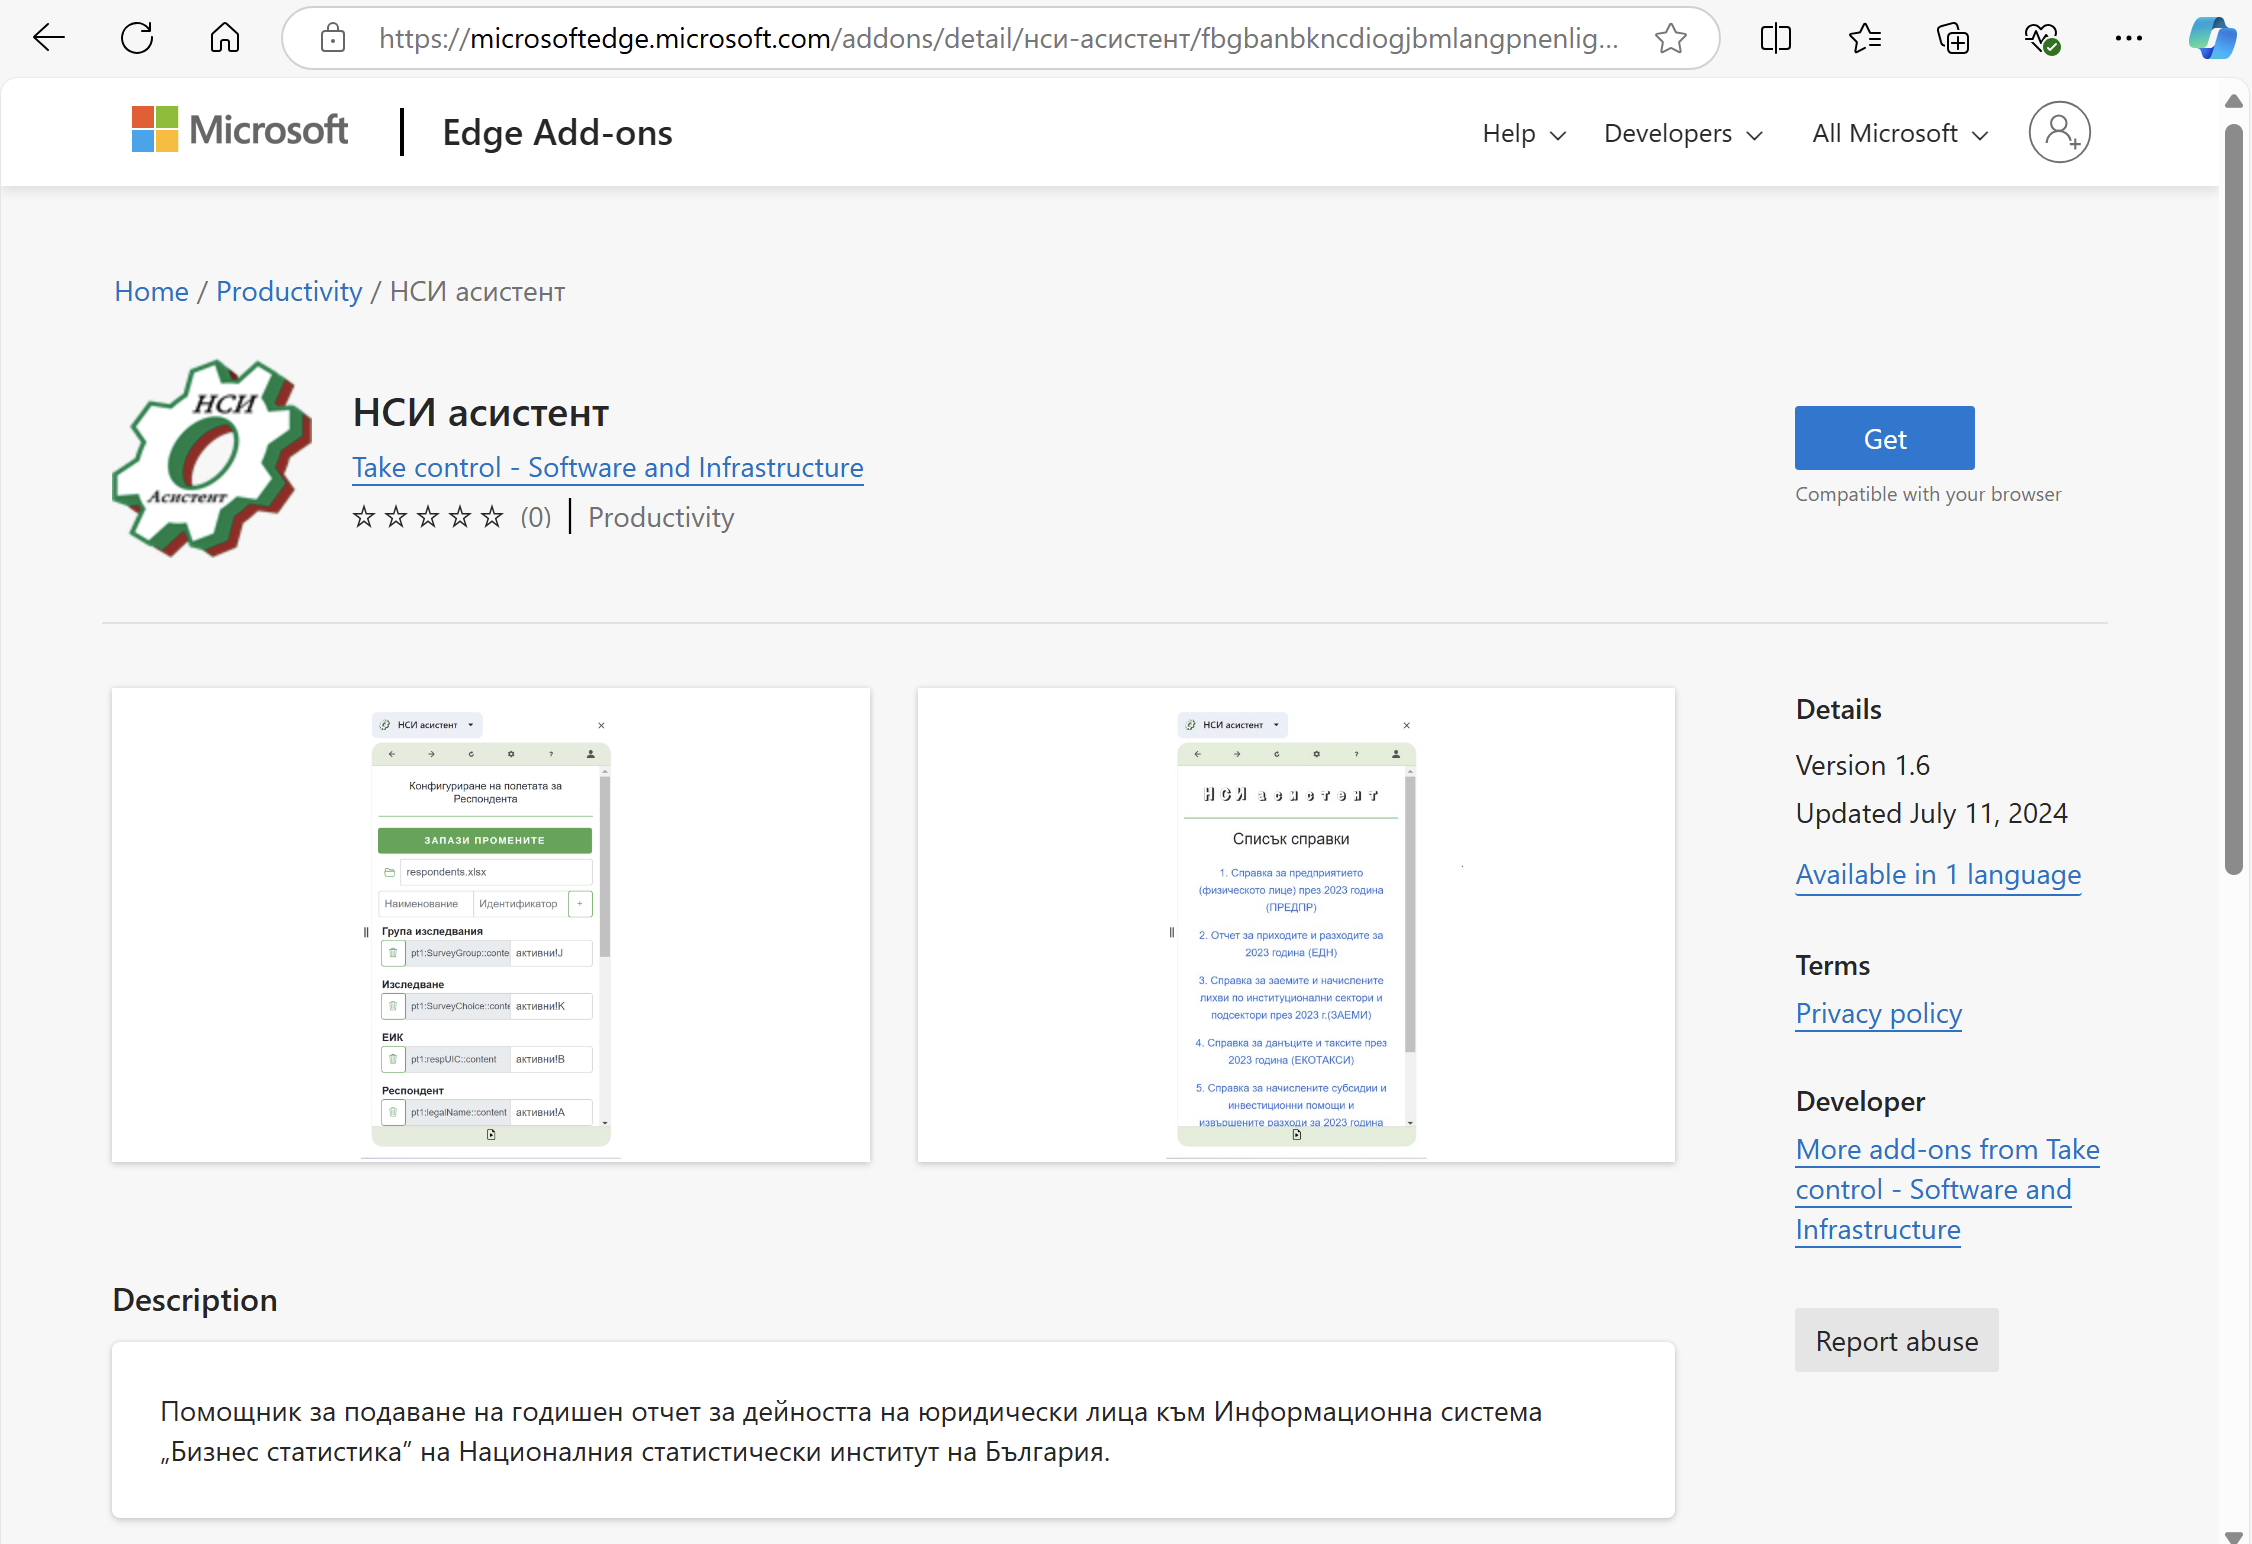 https://microsoftedge.microsoft.com/addons/detail/нси-асистент/fbgbanbkncdiogjbmlangpnenlig...
Microsoft
Edge Add-ons
Help
Developers
All Microsoft
Home / Productivity / НСИ асистент
НСИ
Асистент
НСИ асистент
Take control - Software and Infrastructure
(0)
Productivity
Get
Compatible with your browser
НСИ асистент
Конфигуриране на полетата за
Респондента
ЗАПАЗИ ПРОМЕНИТЕ
respondents.xlsx
Наименование
Идентификатор
+
Група изследвания
pt1:SurveyGroup::conte
активни!J
Изследване
pt1:SurveyChoice::conte
активни!K
ЕИК
pt1:respUIC::content
активни!B
Респондент
pt1:legalName::content
активни!A
НСИ асистент
НСИ асистент
Списък справки
1. Справка за предприятието
(физическото лице) през 2023 година
(ПРЕДПР)
2. Отчет за приходите и разходите за
2023 година (ЕДН)
3. Справка за заемите и начислените
лихви по институционални сектори и
подсектори през 2023 г.(ЗАЕМИ)
4. Справка за данъците и таксите през
2023 година (ЕКОТАКСИ)
5. Справка за начислените субсидии и
инвестиционни помощи и
извършените разходи за 2023 година
Details
Version 1.6
Updated July 11, 2024
Available in 1 language
Terms
Privacy policy
Developer
More add-ons from Take
control - Software and
Infrastructure
Report abuse
Description
Помощник за подаване на годишен отчет за дейността на юридически лица към Информационна система
„Бизнес статистика” на Националния статистически институт на България.